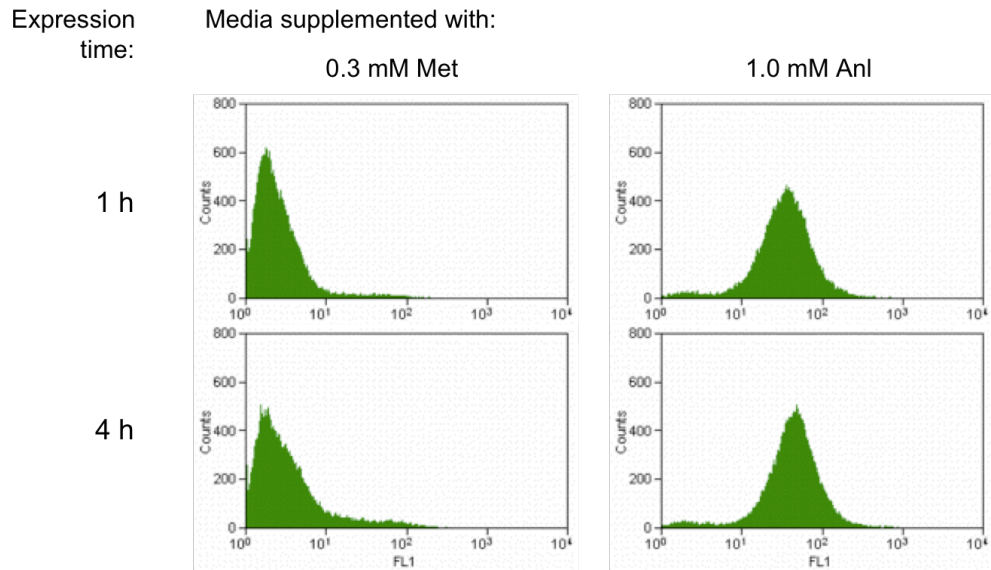 Expression time:
Media supplemented with:
0.3 mM Met
1.0 mM Anl
1 h
800
600
400
200
0
Counts
10⁰ 10¹ 10² 10³ 10⁴
800
600
400
200
0
Counts
10⁰ 10¹ 10² 10³ 10⁴
4 h
800
600
400
200
0
Counts
10⁰ 10¹ 10² 10³ 10⁴
FL1
800
600
400
200
0
Counts
10⁰ 10¹ 10² 10³ 10⁴
FL1